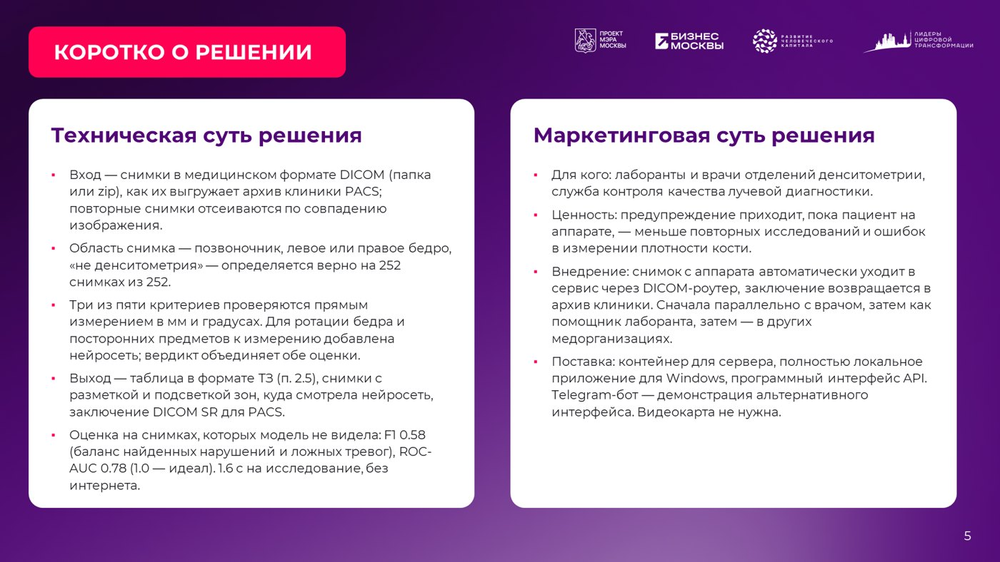 КОРОТКО О РЕШЕНИИ
ПРОЕКТ
МЭРА
МОСКВЫ
БИЗНЕС
МОСКВЫ
РАЗВИТИЕ
ЧЕЛОВЕЧЕСКОГО
КАПИТАЛА
ЛИДЕРЫ
ЦИФРОВОЙ
ТРАНСФОРМАЦИИ
Техническая суть решения
▪ Вход — снимки в медицинском формате DICOM (папка
или zip), как их выгружает архив клиники PACS;
повторные снимки отсеиваются по совпадению
изображения.
▪ Область снимка — позвоночник, левое или правое бедро,
«не денситометрия» — определяется верно на 252
снимках из 252.
▪ Три из пяти критериев проверяются прямым
измерением в мм и градусах. Для ротации бедра и
посторонних предметов к измерению добавлена
нейросеть; вердикт объединяет обе оценки.
▪ Выход — таблица в формате ТЗ (п. 2.5), снимки с
разметкой и подсветкой зон, куда смотрела нейросеть,
заключение DICOM SR для PACS.
▪ Оценка на снимках, которых модель не видела: F1 0.58
(баланс найденных нарушений и ложных тревог), ROC-
AUC 0.78 (1.0 — идеал). 1.6 с на исследование, без
интернета.
Маркетинговая суть решения
▪ Для кого: лаборанты и врачи отделений денситометрии,
служба контроля качества лучевой диагностики.
▪ Ценность: предупреждение приходит, пока пациент на
аппарате, — меньше повторных исследований и ошибок
в измерении плотности кости.
▪ Внедрение: снимок с аппарата автоматически уходит в
сервис через DICOM-роутер, заключение возвращается в
архив клиники. Сначала параллельно с врачом, затем как
помощник лаборанта, затем — в других
медорганизациях.
▪ Поставка: контейнер для сервера, полностью локальное
приложение для Windows, программный интерфейс API.
Telegram-бот — демонстрация альтернативного
интерфейса. Видеокарта не нужна.
5